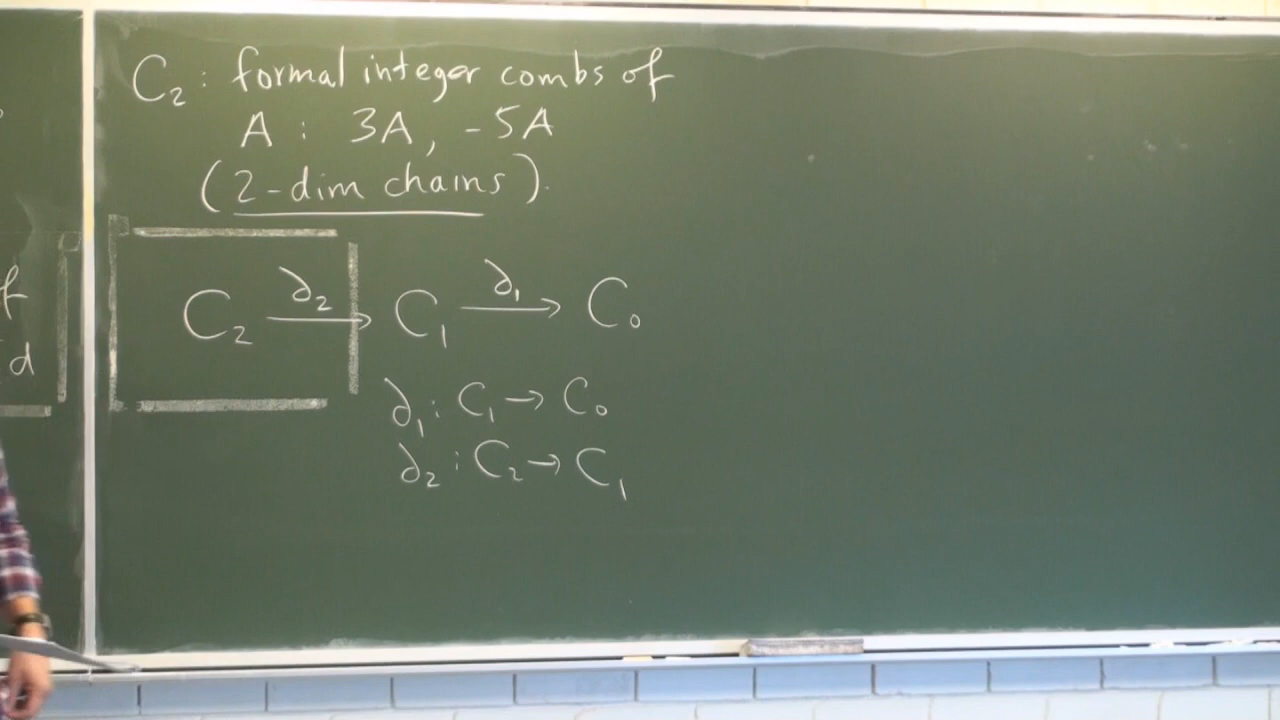 C₂ : formal integer combs of
A : 3A, -5A
(2-dim chains).
C₂ —∂₂→ C₁ —∂₁→ C₀
∂₁ : C₁ → C₀
∂₂ : C₂ → C₁
f
d